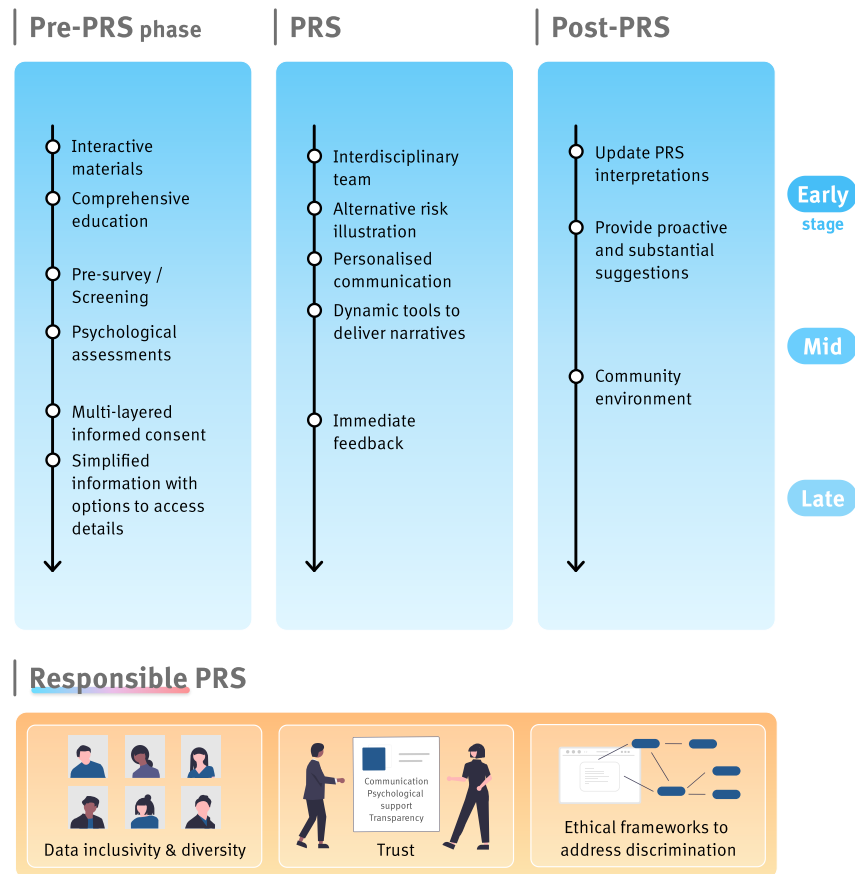 Pre-PRS phase
Interactive
materials
Comprehensive
education
Pre-survey /
Screening
Psychological
assessments
Multi-layered
informed consent
Simplified
information with
options to access
details
PRS
Interdisciplinary
team
Alternative risk
illustration
Personalised
communication
Dynamic tools to
deliver narratives
Immediate
feedback
Post-PRS
Update PRS
interpretations
Provide proactive
and substantial
suggestions
Community
environment
Early
stage
Mid
Late
Responsible PRS
Data inclusivity & diversity
Communication
Psychological
support
Transparency
Trust
Ethical frameworks to
address discrimination